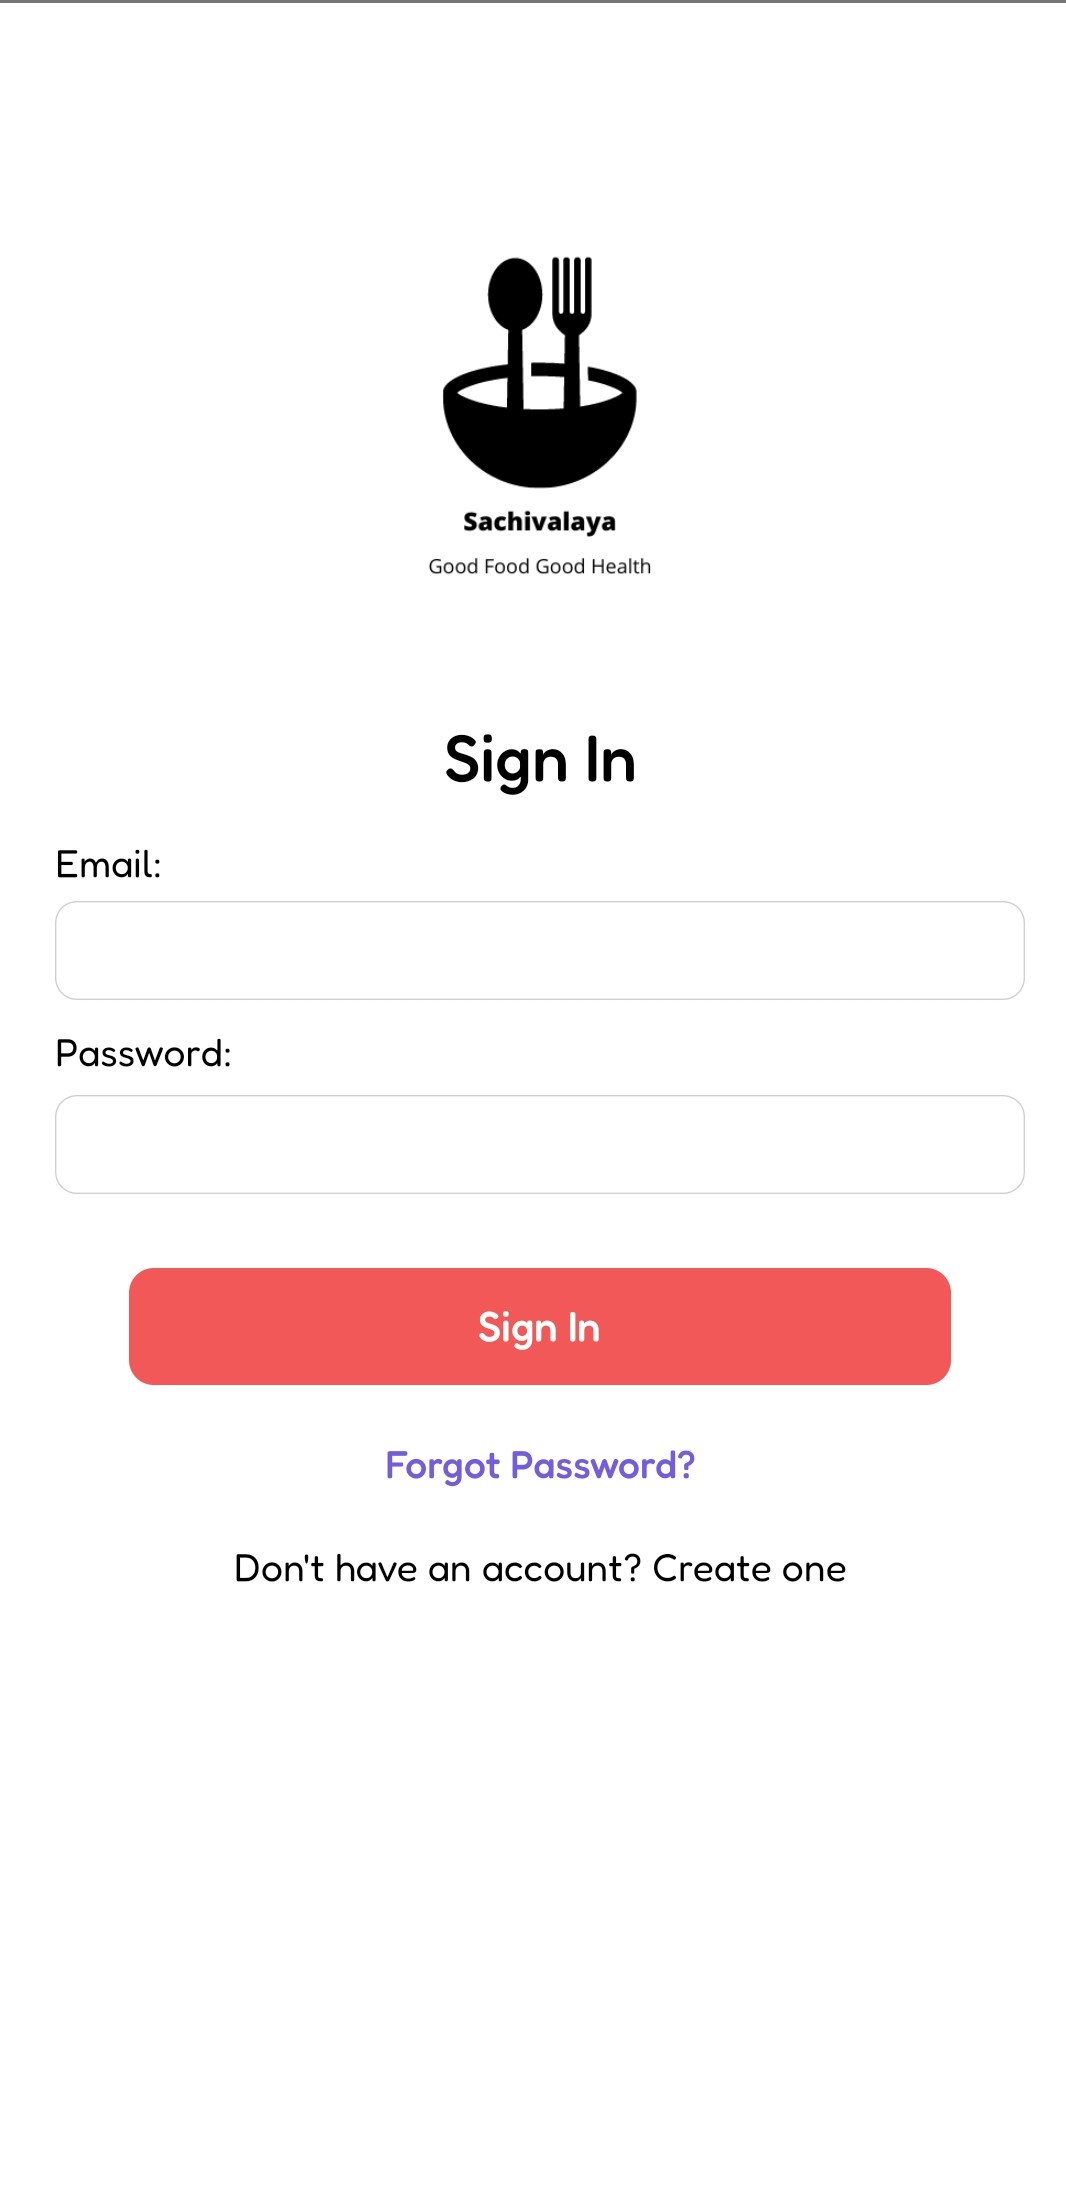 Sachivalaya
Good Food Good Health
Sign In
Email:
Password:
Sign In
Forgot Password?
Don't have an account? Create one